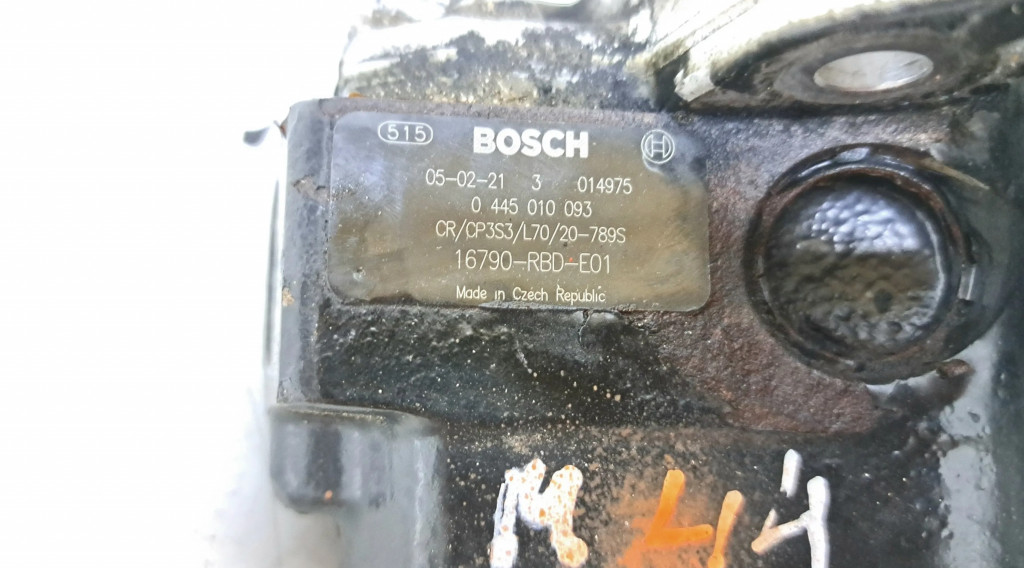 515 BOSCH
05-02-21 3 014975
0 445 010 093
CR/CP3S3/L70/20-789S
16790-RBD-E01
Made in Czech Republic